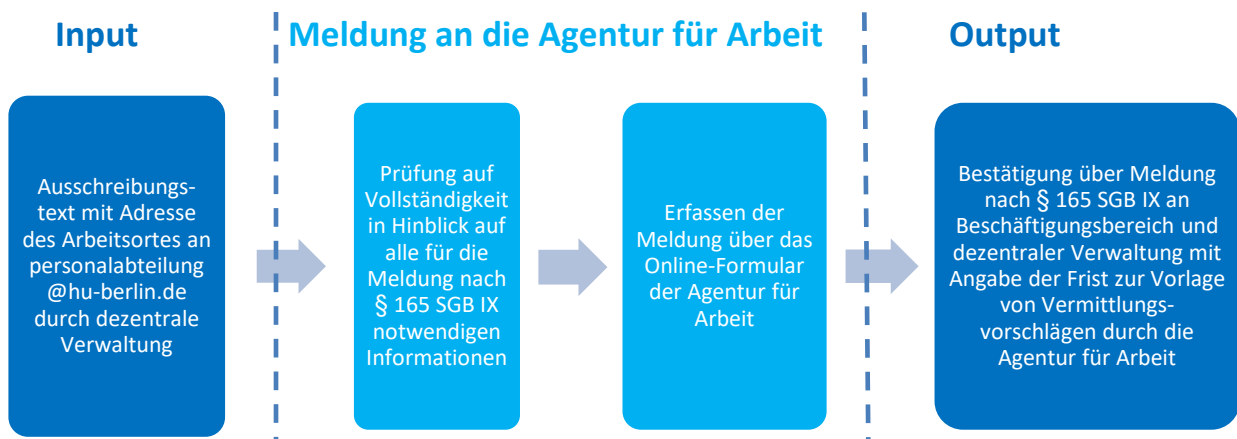 Input
Meldung an die Agentur für Arbeit
Output
Ausschreibungs-
text mit Adresse
des Arbeitsortes an
personalabteilung
@hu-berlin.de
durch dezentrale
Verwaltung
Prüfung auf
Vollständigkeit
in Hinblick auf
alle für die
Meldung nach
§ 165 SGB IX
notwendigen
Informationen
Erfassen der
Meldung über das
Online-Formular
der Agentur für
Arbeit
Bestätigung über Meldung
nach § 165 SGB IX an
Beschäftigungsbereich und
dezentraler Verwaltung mit
Angabe der Frist zur Vorlage
von Vermittlungs-
vorschlägen durch die
Agentur für Arbeit